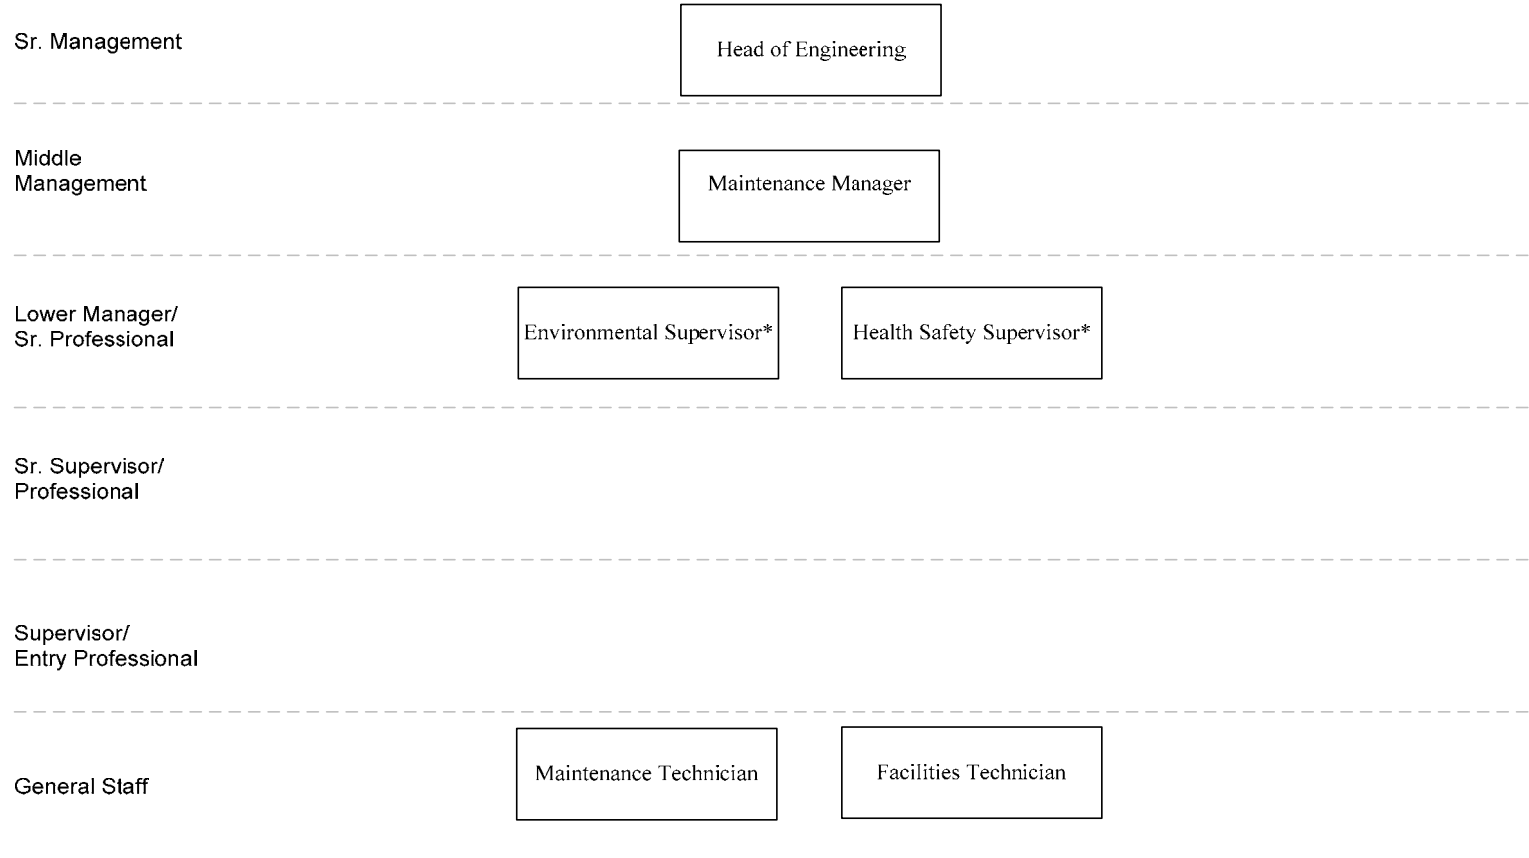 Sr. Management
Head of Engineering
Middle
Management
Maintenance Manager
Lower Manager/
Sr. Professional
Environmental Supervisor*
Health Safety Supervisor*
Sr. Supervisor/
Professional
Supervisor/
Entry Professional
General Staff
Maintenance Technician
Facilities Technician